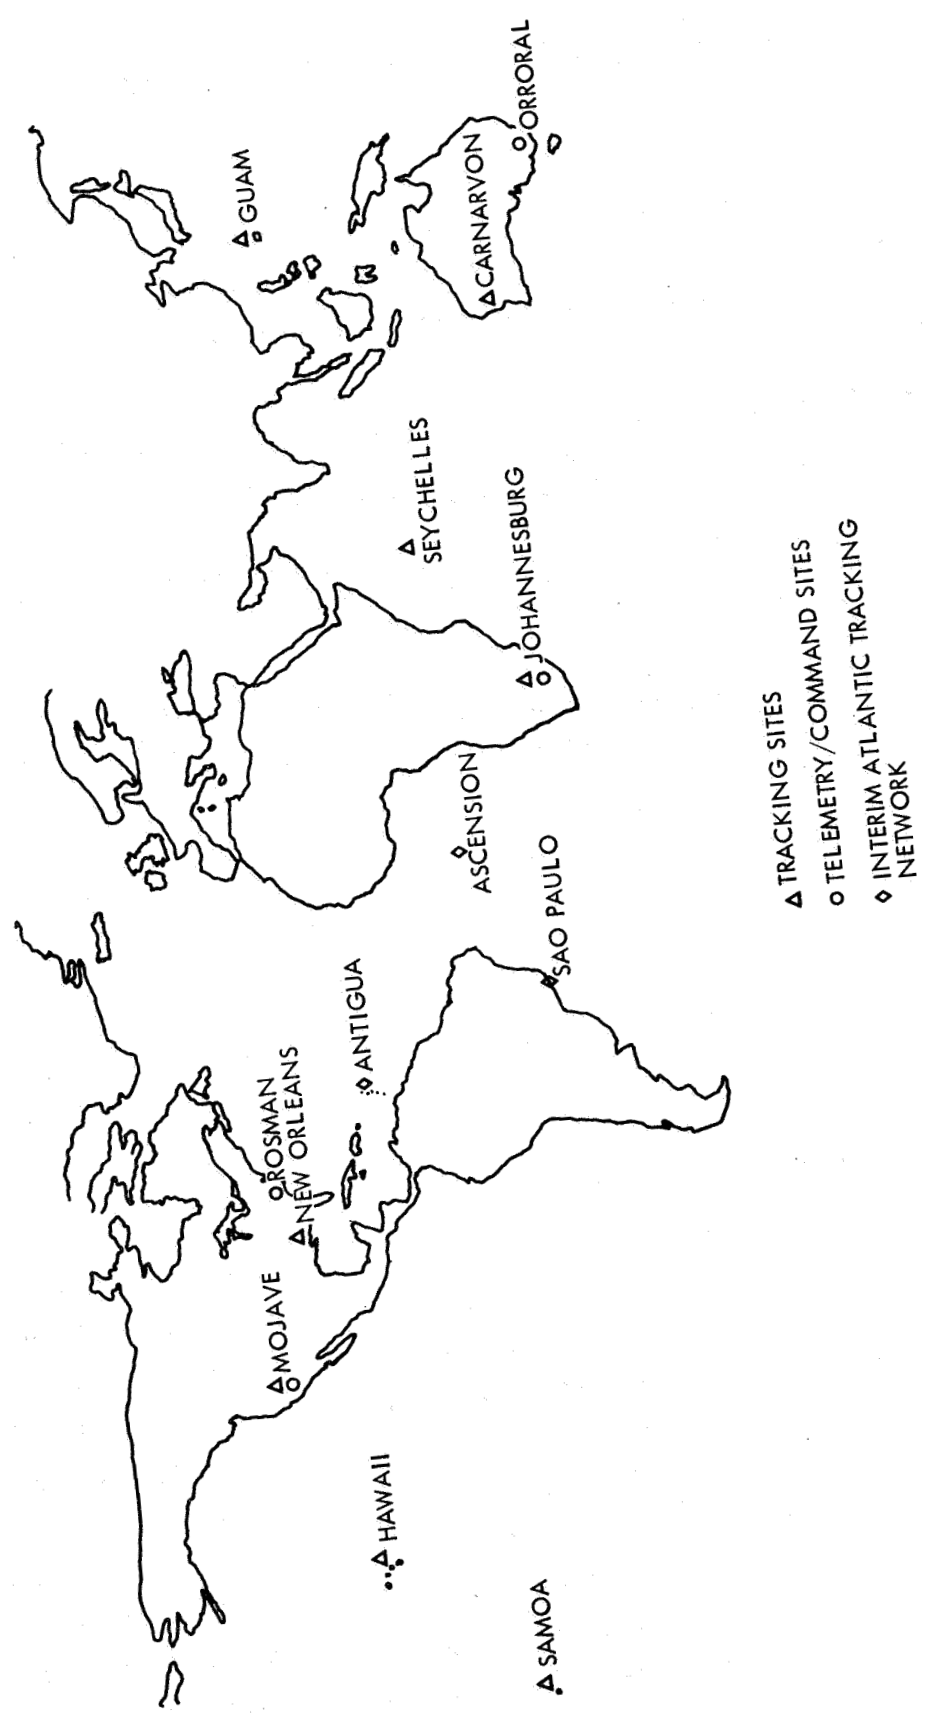 GUAM
ORRORAL
CARNARVON
SEYCHELLES
JOHANNESBURG
ASCENSION
SAO PAULO
ANTIGUA
ROSMAN
NEW ORLEANS
MOJAVE
HAWAII
SAMOA
TRACKING SITES
TELEMETRY/COMMAND SITES
INTERIM ATLANTIC TRACKING
NETWORK